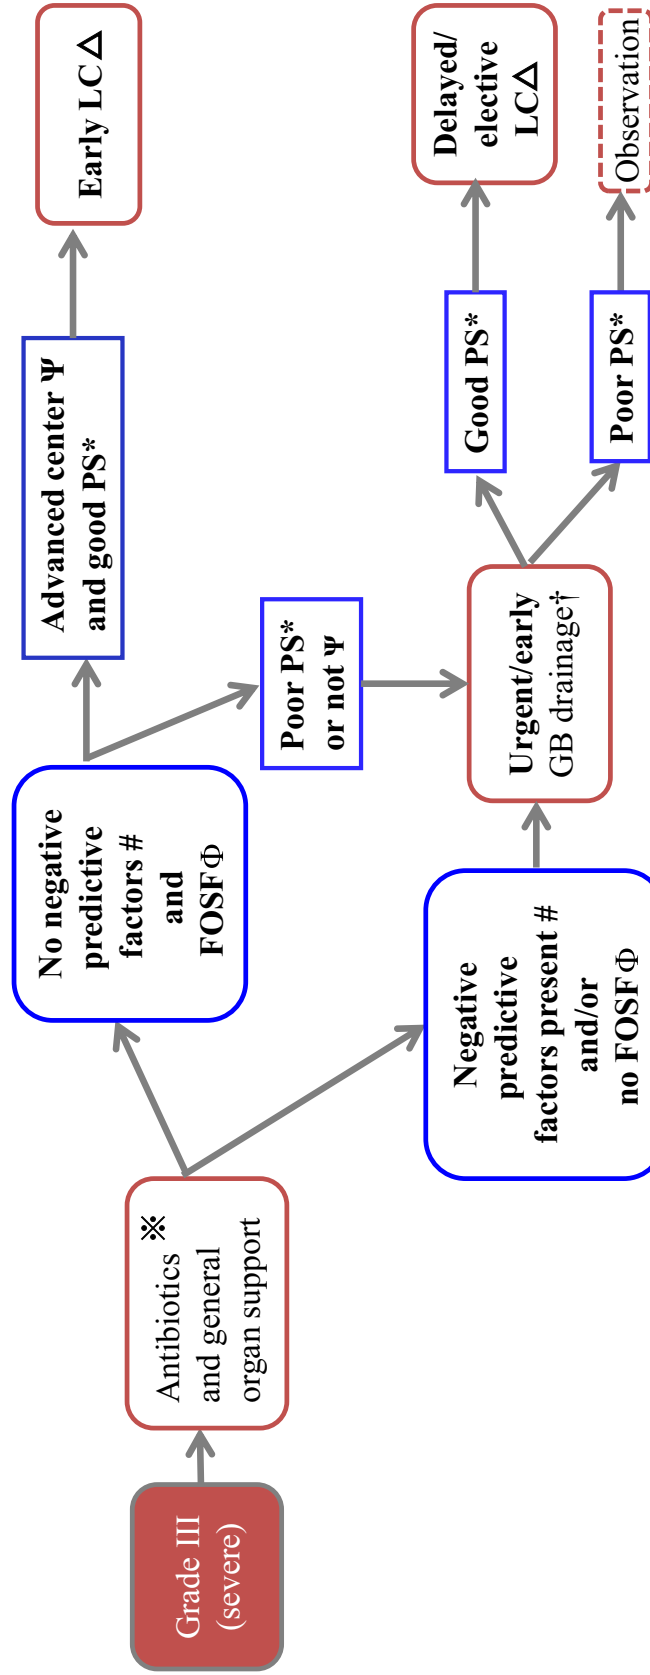 Grade III
(severe)
※
Antibiotics
and general
organ support
No negative
predictive
factors #
and
FOSFΦ
Negative
predictive
factors present #
and/or
no FOSFΦ
Advanced center Ψ
and good PS*
Poor PS*
or not Ψ
Urgent/early
GB drainage†
Early LC△
Good PS*
Poor PS*
Delayed/
elective
LC△
Observation